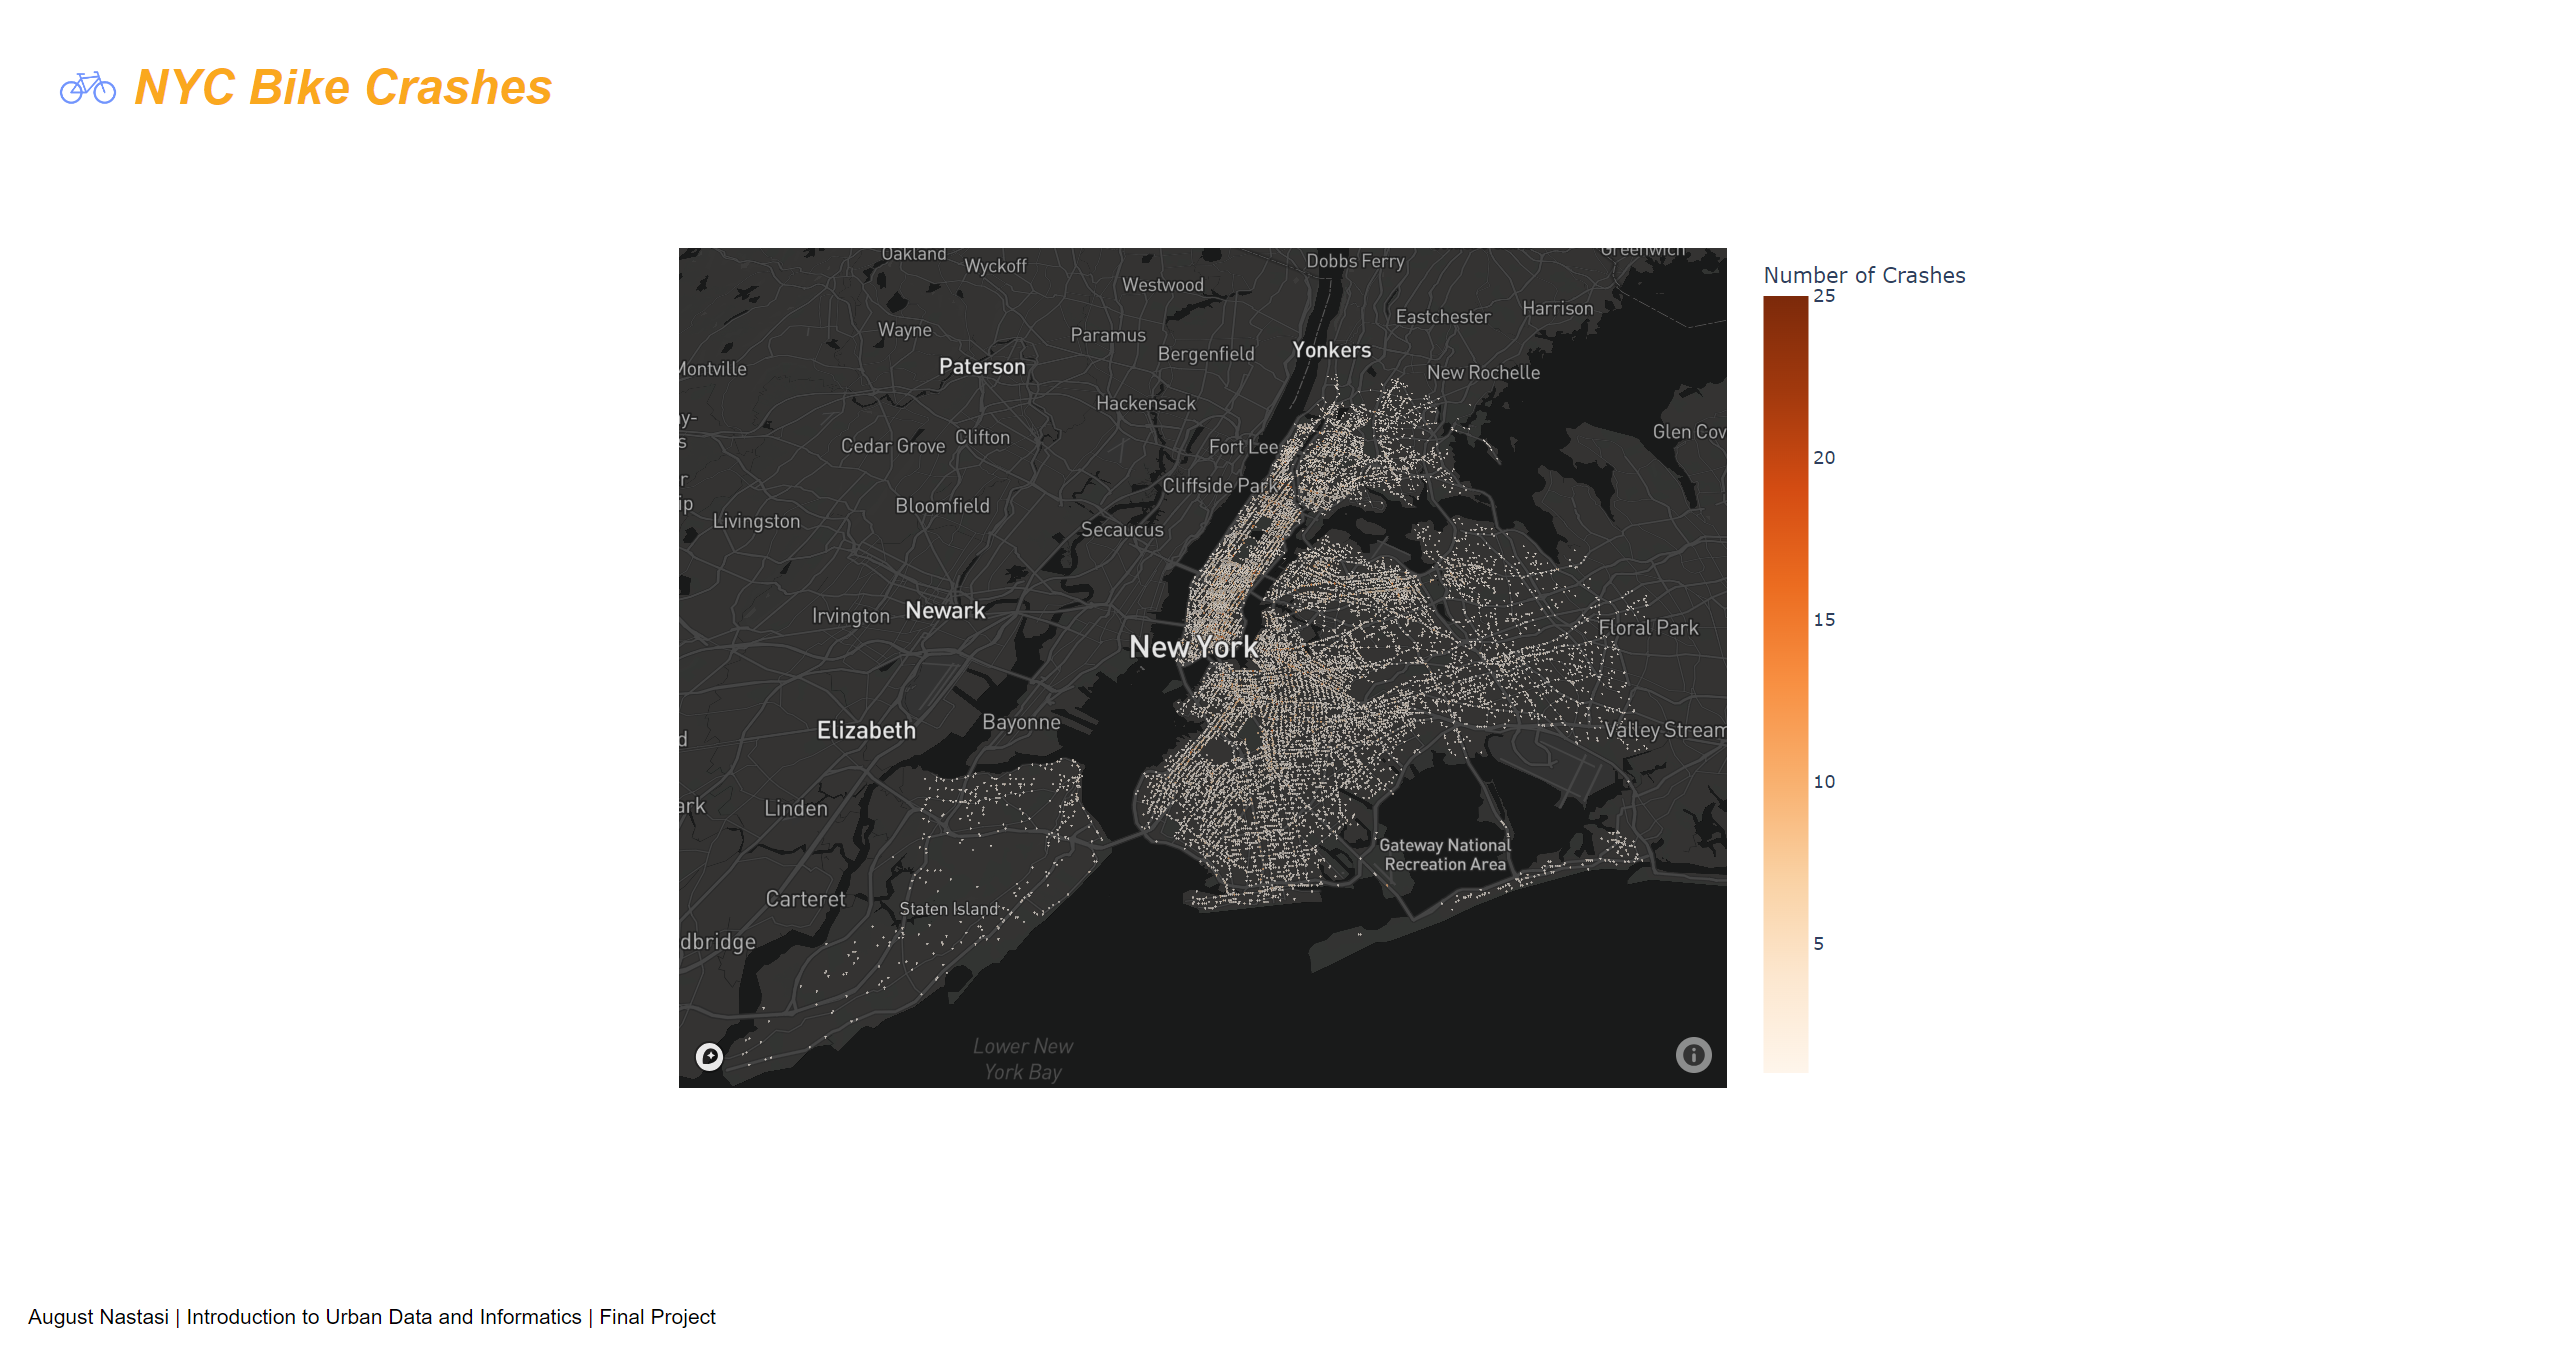 NYC Bike Crashes
Oakland
Wyckoff
Dobbs Ferry
Greenwich
Westwood
Number of Crashes
25
Wayne
Paramus
Eastchester
Harrison
Bergenfield
Yonkers
Montville
Paterson
New Rochelle
Hackensack
ay-
s
Cedar Grove
Clifton
Fort Lee
Glen Cov
20
r
ip
Cliffside Park
Livingston
Bloomfield
Secaucus
Irvington
Newark
15
New York
Floral Park
d
Elizabeth
Bayonne
Valley Stream
10
ark
Linden
Gateway National
Recreation Area
Carteret
Staten Island
dbridge
5
Lower New
York Bay
August Nastasi | Introduction to Urban Data and Informatics | Final Project